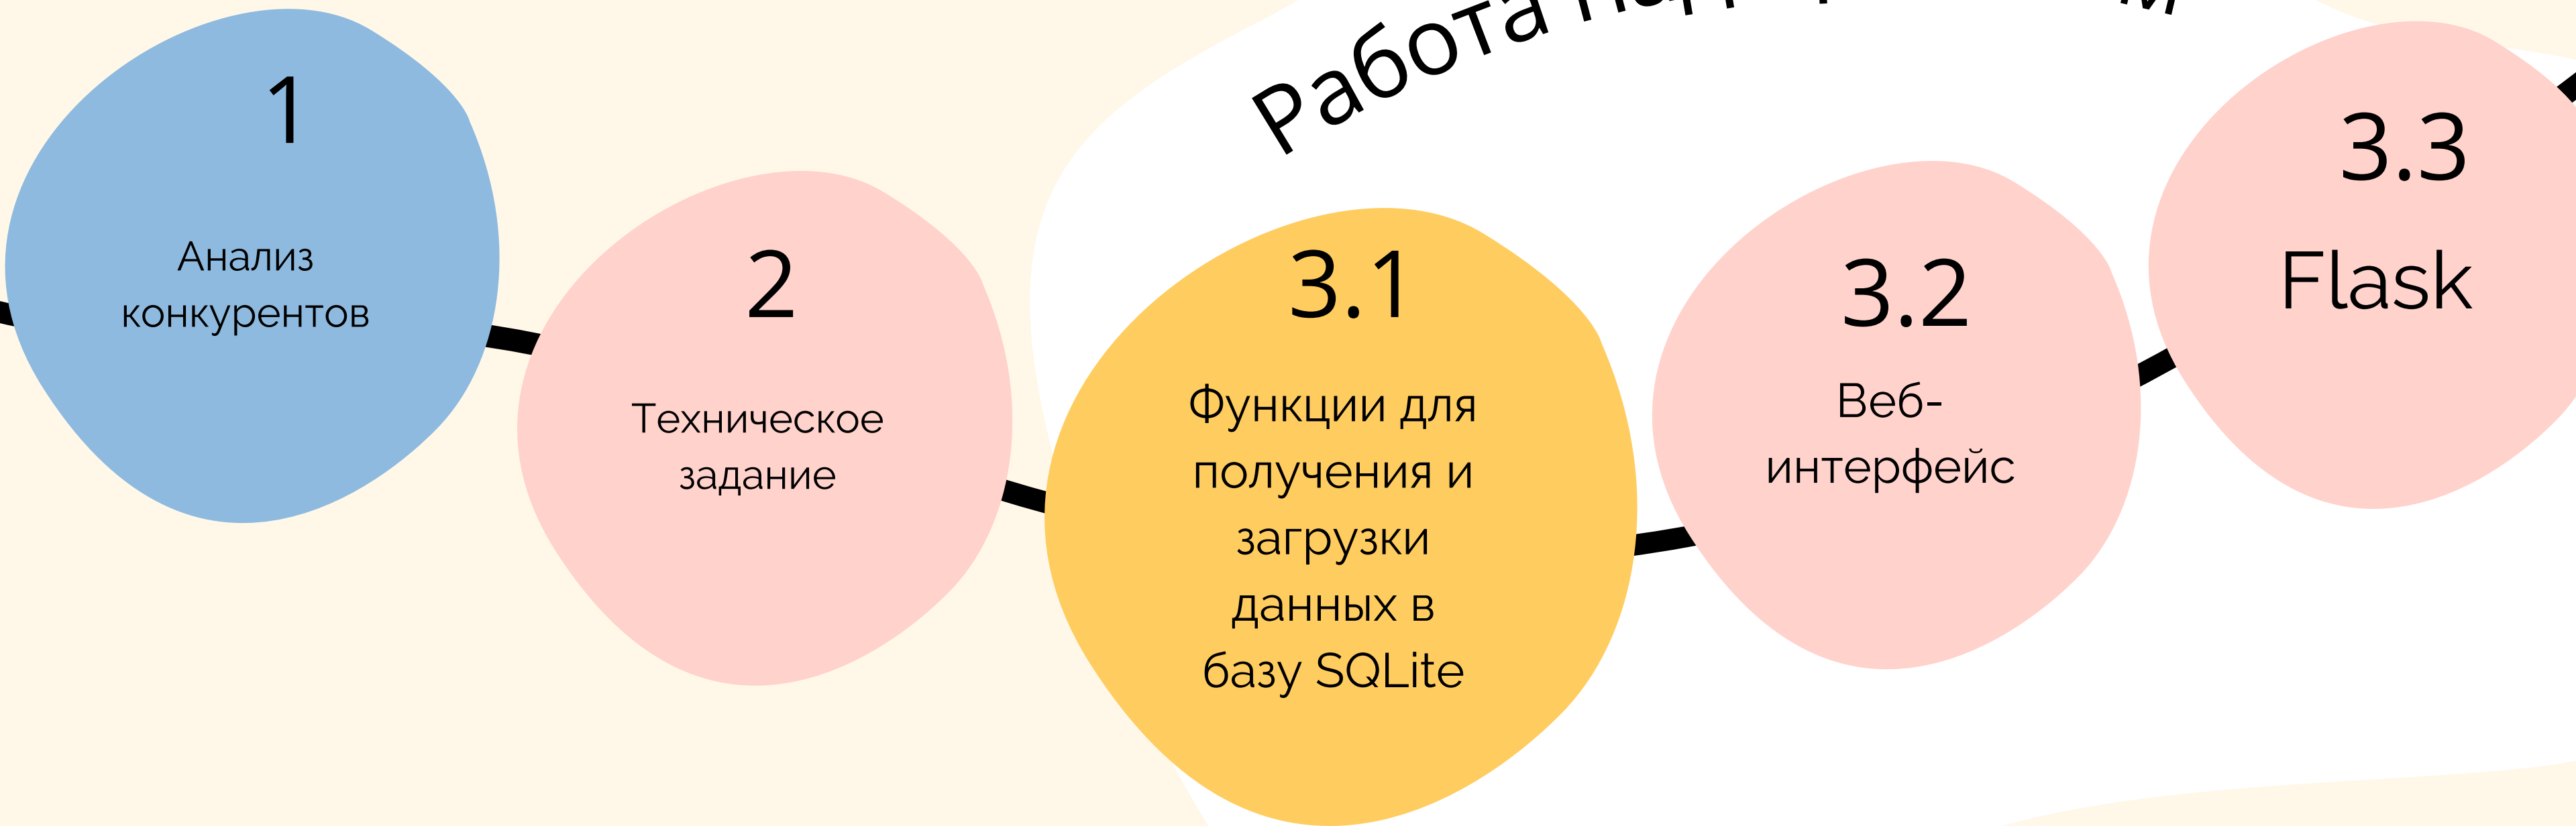 Работа
1
Анализ
конкурентов
2
Техническое
задание
3.1
Функции для
получения и
загрузки
данных в
базу SQLite
3.2
Веб-
интерфейс
3.3
Flask